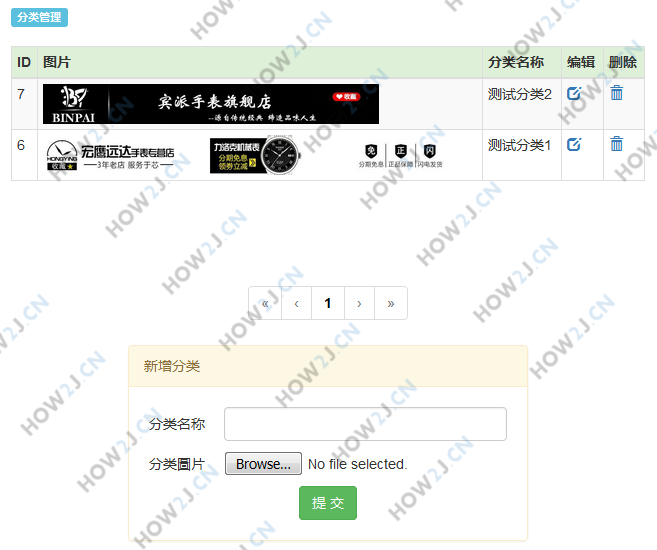 分类管理
ID 图片 分类名称 编辑 删除
7 BINPAI 宾派手表旗舰店 收藏 测试分类2
--源自传统经典 缔造品味人生
6 HONGYING 收藏★ 宏鹰远达手表专营店 力洛克机械表 免 正 闪 测试分类1
3年老店 服务于芯 分期免息 领券立减 分期免息 正品保障 闪电发货
« ‹ 1 › »
新增分类
分类名称
分类圖片 Browse... No file selected.
提 交
HOW2J.CN